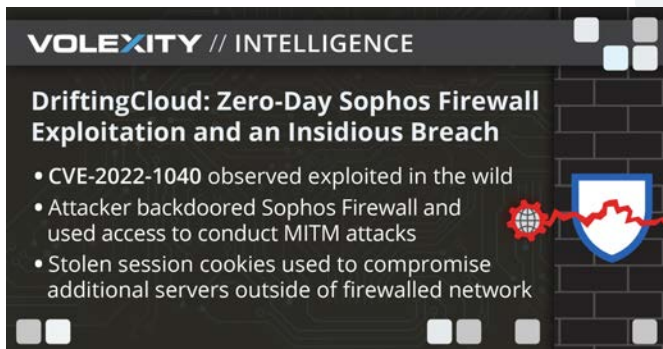 VOLEXITY // INTELLIGENCE
DriftingCloud: Zero-Day Sophos Firewall
Exploitation and an Insidious Breach
• CVE-2022-1040 observed exploited in the wild
• Attacker backdoored Sophos Firewall and
used access to conduct MITM attacks
• Stolen session cookies used to compromise
additional servers outside of firewalled network